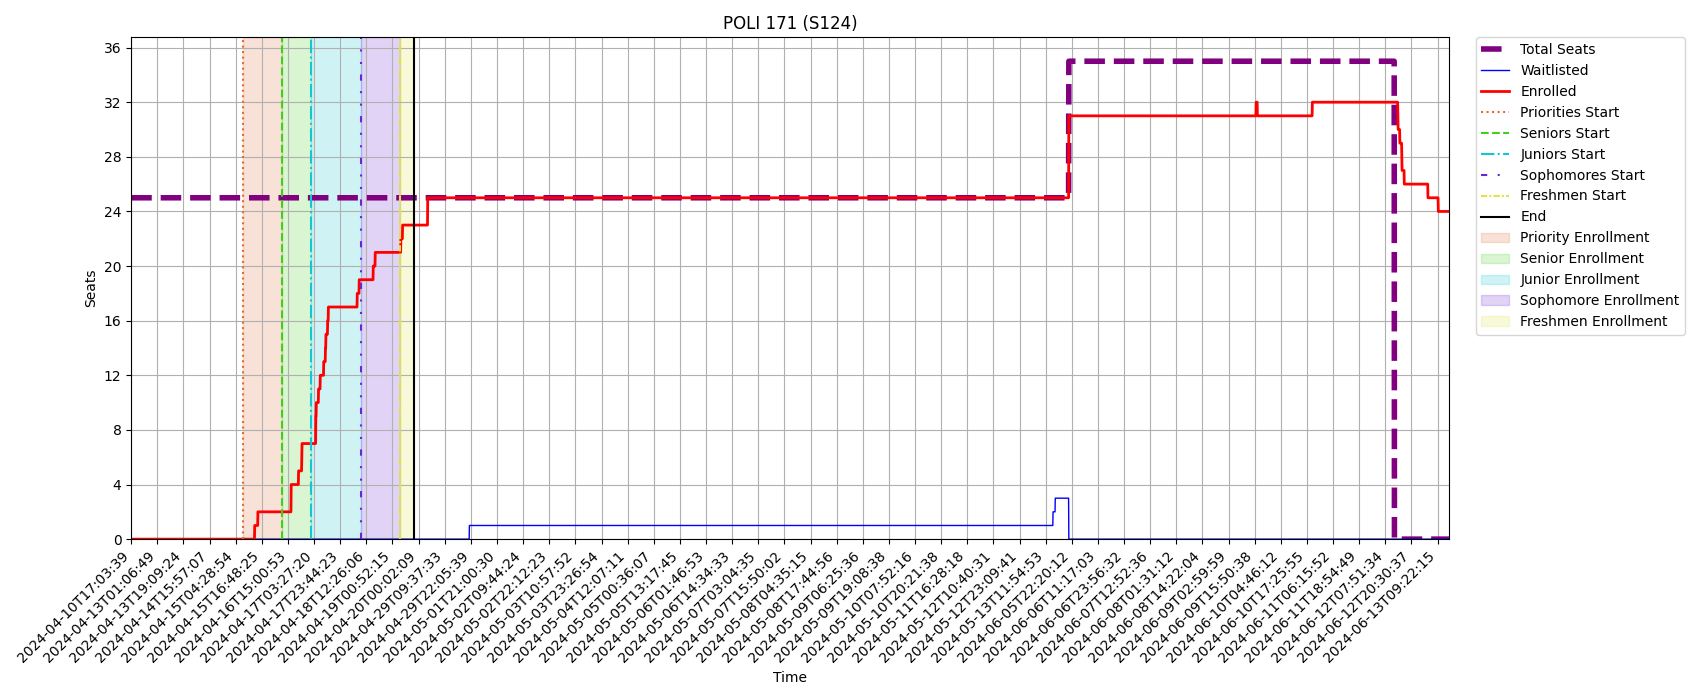 POLI 171 (S124)
36
32
28
24
20
16
12
8
4
0
Seats
2024-04-10T17:03:39
2024-04-13T01:06:49
2024-04-13T19:09:24
2024-04-14T15:57:07
2024-04-15T04:28:54
2024-04-15T16:48:25
2024-04-16T15:00:53
2024-04-17T03:27:20
2024-04-17T23:44:23
2024-04-18T12:26:06
2024-04-19T00:52:15
2024-04-20T00:02:09
2024-04-29T09:37:33
2024-04-29T22:05:39
2024-05-01T21:00:30
2024-05-02T09:44:24
2024-05-02T22:12:23
2024-05-03T10:57:52
2024-05-03T23:26:54
2024-05-04T12:07:11
2024-05-05T00:36:07
2024-05-05T13:17:45
2024-05-06T01:46:53
2024-05-06T14:34:33
2024-05-07T03:04:35
2024-05-07T15:50:02
2024-05-08T04:35:15
2024-05-08T17:44:56
2024-05-09T06:25:36
2024-05-09T19:08:38
2024-05-10T07:52:16
2024-05-10T20:21:38
2024-05-11T16:28:18
2024-05-12T10:40:31
2024-05-12T23:09:41
2024-05-13T11:54:53
2024-06-05T22:20:12
2024-06-06T11:17:03
2024-06-06T23:56:32
2024-06-07T12:52:36
2024-06-08T01:31:12
2024-06-08T14:22:04
2024-06-09T02:59:59
2024-06-09T15:50:38
2024-06-10T04:46:12
2024-06-10T17:25:55
2024-06-11T06:15:52
2024-06-11T18:54:49
2024-06-12T07:51:34
2024-06-12T20:30:37
2024-06-13T09:22:15
Time
Total Seats
Waitlisted
Enrolled
Priorities Start
Seniors Start
Juniors Start
Sophomores Start
Freshmen Start
End
Priority Enrollment
Senior Enrollment
Junior Enrollment
Sophomore Enrollment
Freshmen Enrollment